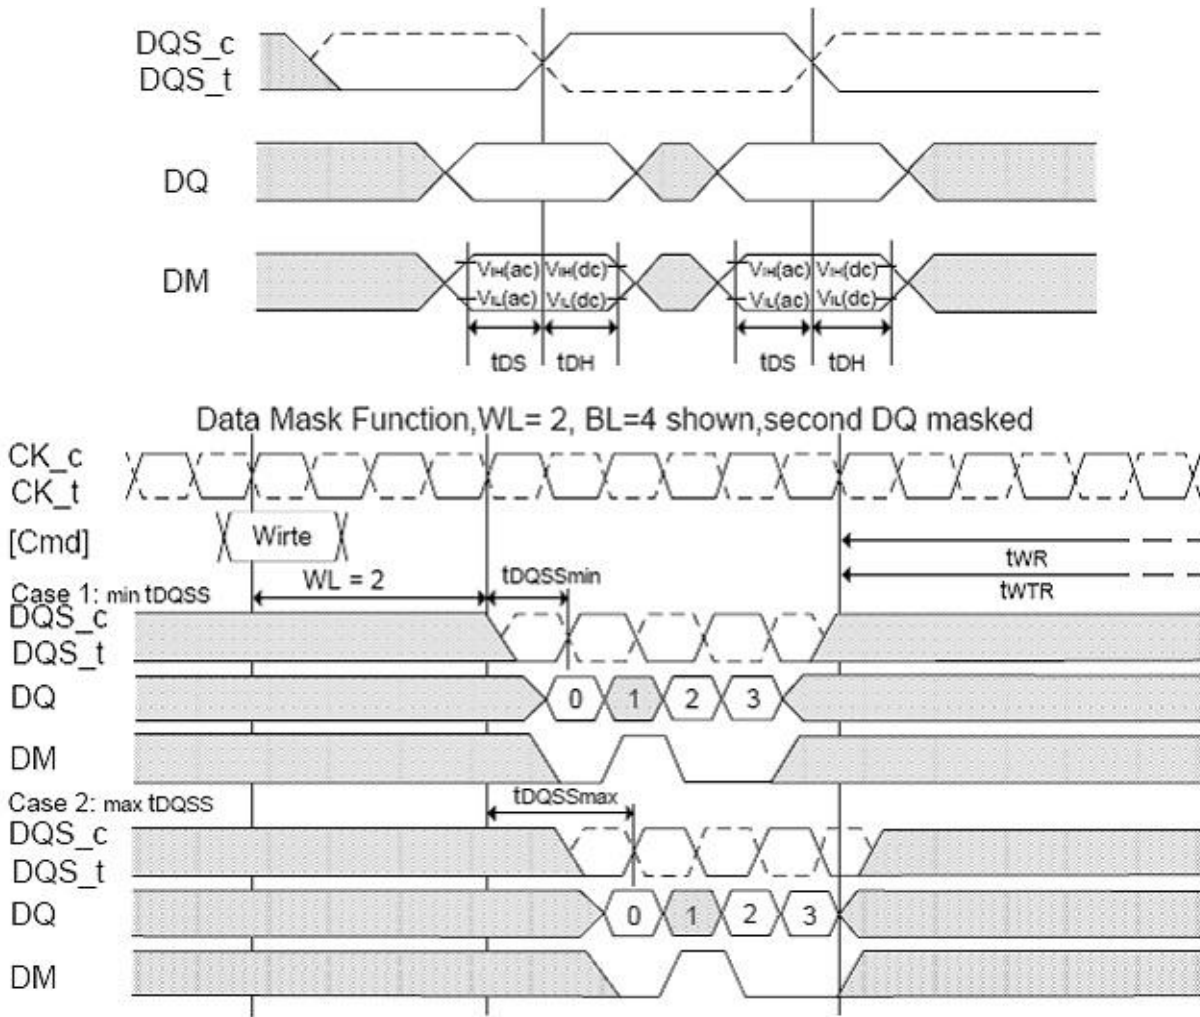 DQS_c
DQS_t
DQ
DM
VIH(ac) VIH(dc) VIH(ac) VIH(dc)
VIL(ac) VIL(dc) VIL(ac) VIL(dc)
tDS tDH tDS tDH
Data Mask Function,WL= 2, BL=4 shown,second DQ masked
CK_c
CK_t
[Cmd] Wirte
tWR
WL = 2 tDQSSmin
tWTR
Case 1: min tDQSS
DQS_c
DQS_t
DQ 0 1 2 3
DM
Case 2: max tDQSS tDQSSmax
DQS_c
DQS_t
DQ 0 1 2 3
DM